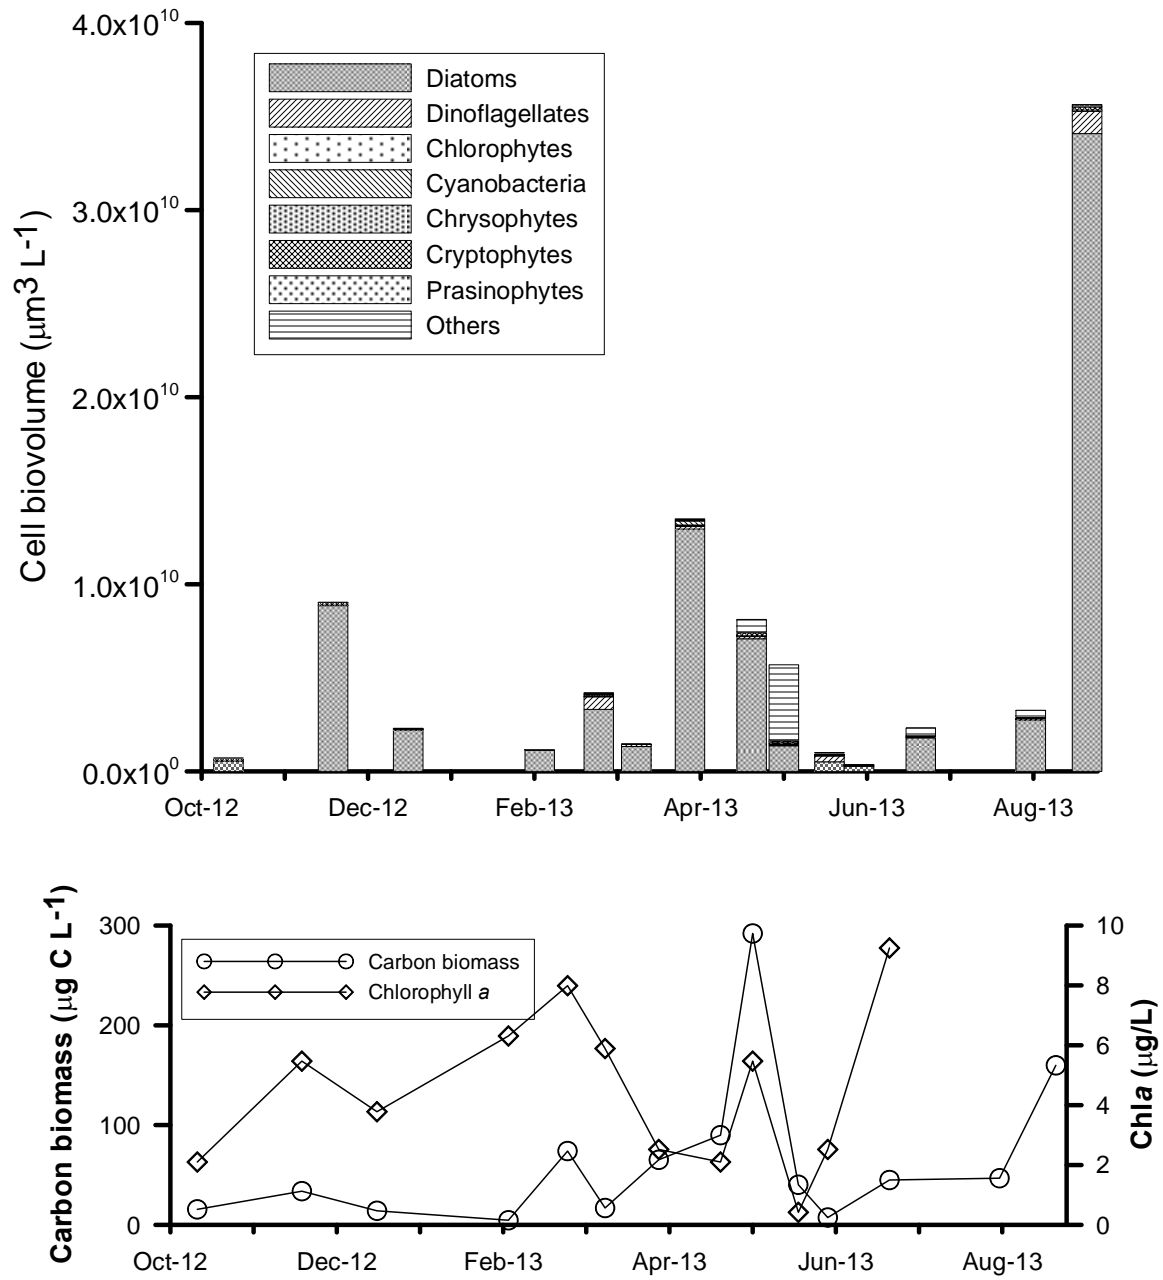 4.0x10¹⁰
3.0x10¹⁰
2.0x10¹⁰
1.0x10¹⁰
0.0x10⁰
Cell biovolume (μm³ L⁻¹)
Diatoms
Dinoflagellates
Chlorophytes
Cyanobacteria
Chrysophytes
Cryptophytes
Prasinophytes
Others
Oct-12 Dec-12 Feb-13 Apr-13 Jun-13 Aug-13
Carbon biomass (μg C L⁻¹)
300
200
100
0
Carbon biomass
Chlorophyll a
10
8
6
4
2
0
Chla (μg/L)
Oct-12 Dec-12 Feb-13 Apr-13 Jun-13 Aug-13